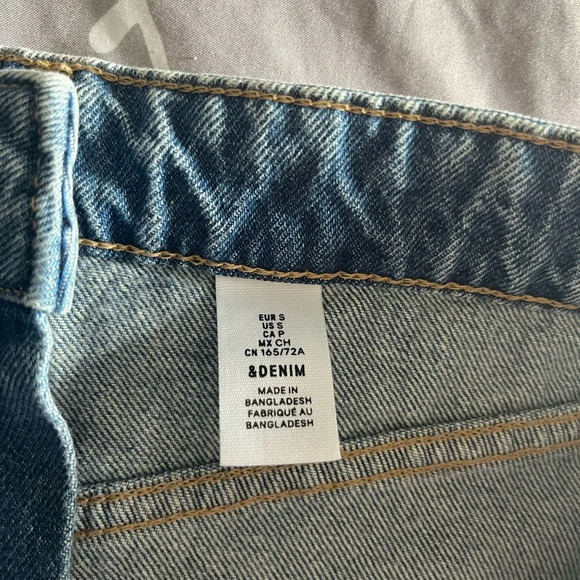 EUR S
US S
CA P
MX CH
CN 165/72A
&DENIM
MADE IN
BANGLADESH
FABRIQUÉ AU
BANGLADESH